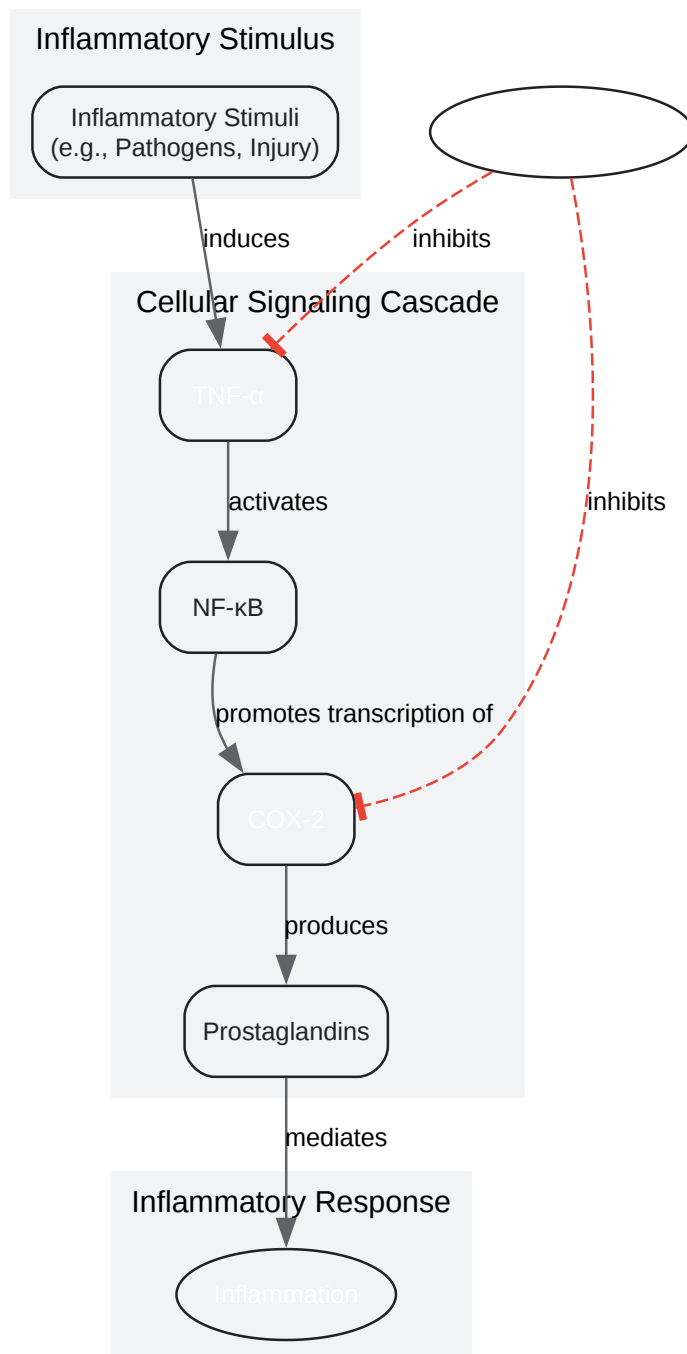 Inflammatory Stimulus
Inflammatory Stimuli
(e.g., Pathogens, Injury)
induces
inhibits
Cellular Signaling Cascade
TNF-α
activates
inhibits
NF-κB
promotes transcription of
COX-2
produces
Prostaglandins
mediates
Inflammatory Response
Inflammation